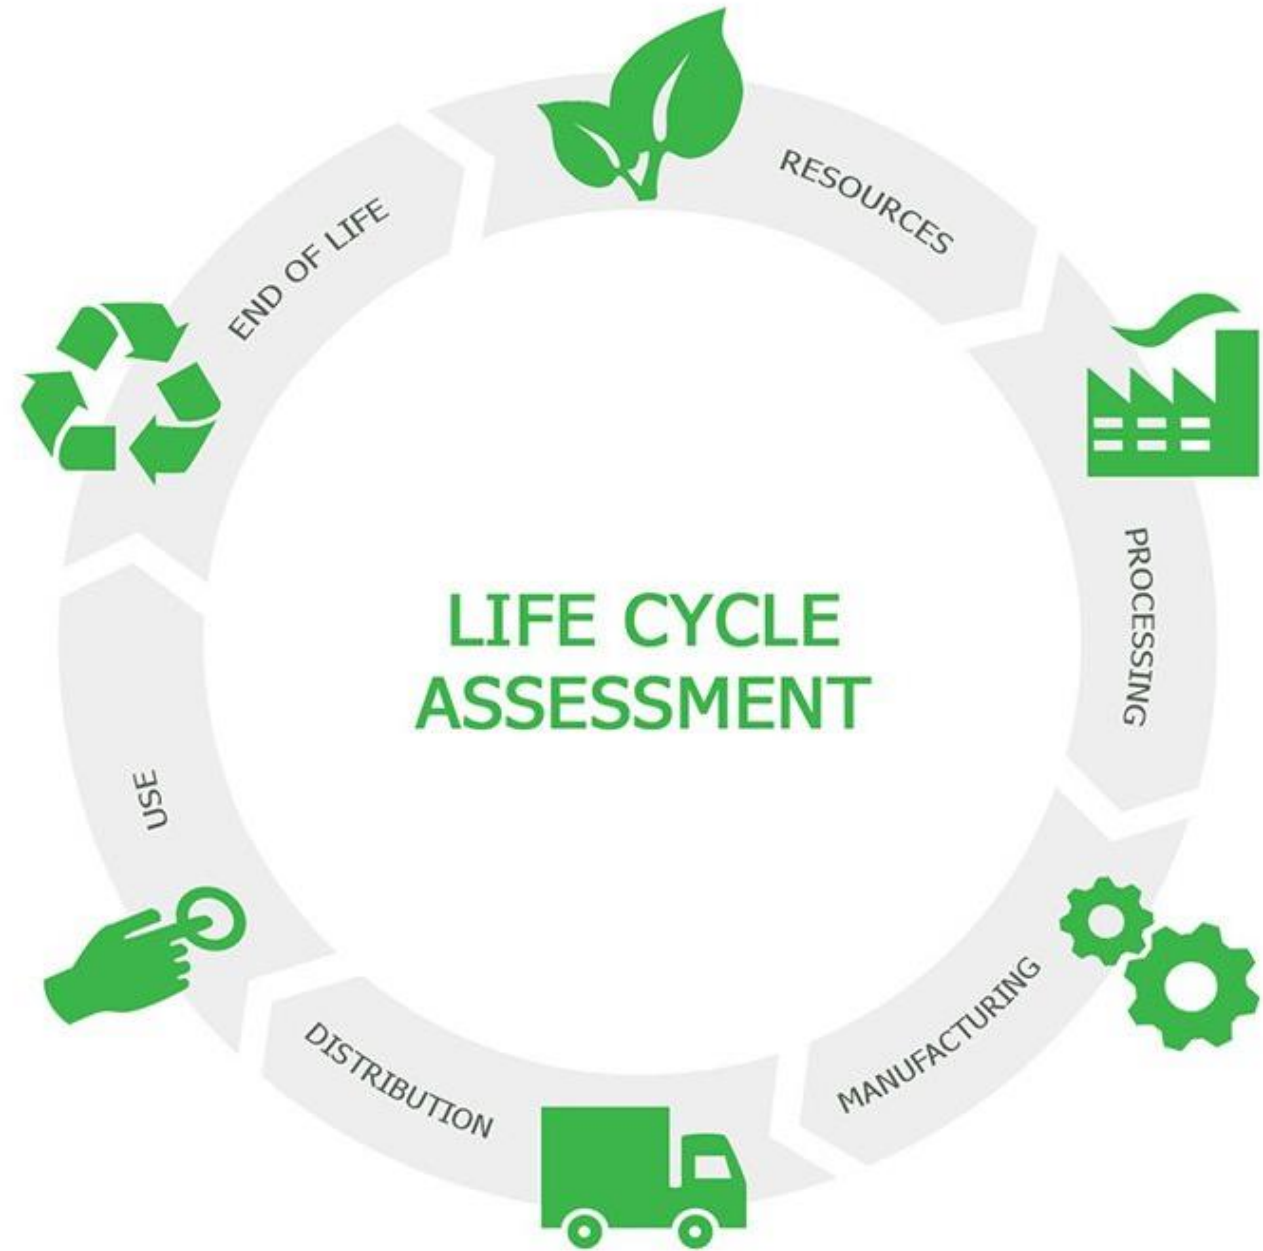 LIFE CYCLE
ASSESSMENT
RESOURCES
PROCESSING
MANUFACTURING
DISTRIBUTION
USE
END OF LIFE